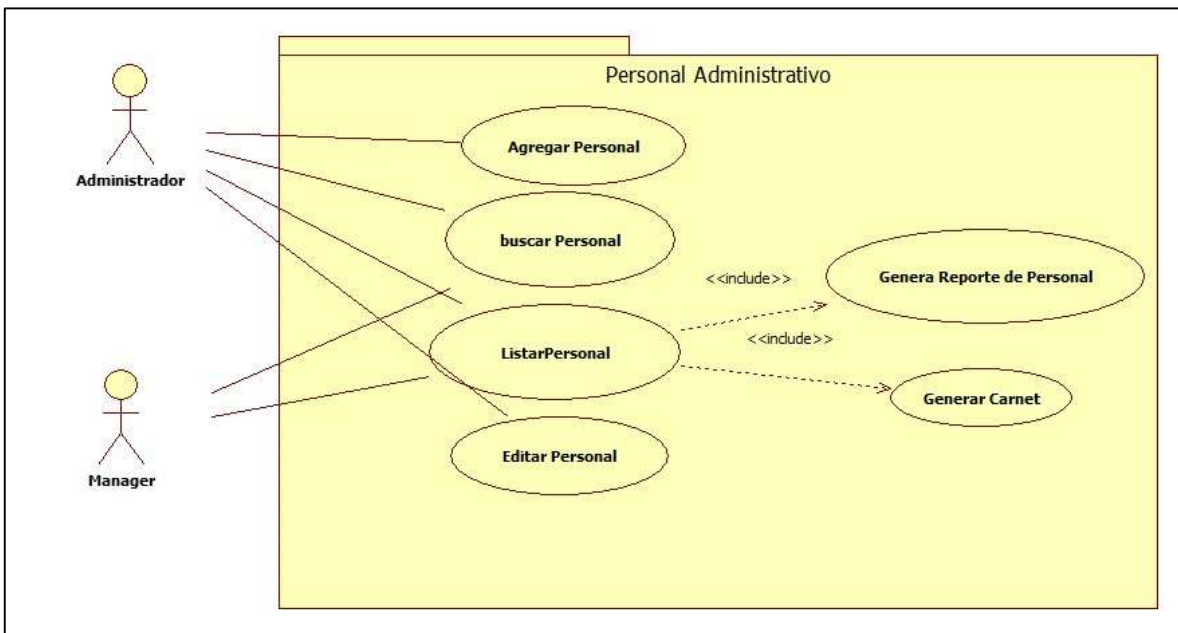 Personal Administrativo
Administrador
Agregar Personal
buscar Personal
<<include>>
Genera Reporte de Personal
<<include>>
ListarPersonal
Generar Carnet
Manager
Editar Personal